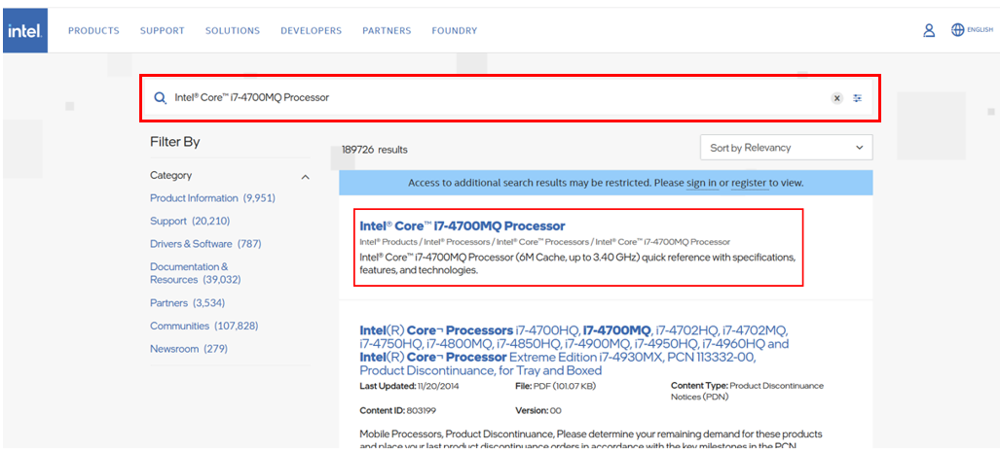 intel.
PRODUCTS SUPPORT SOLUTIONS DEVELOPERS PARTNERS FOUNDRY ENGLISH
Intel® Core™ i7-4700MQ Processor
Filter By
189726 results
Sort by Relevancy
Category
Product Information (9,951)
Support (20,210)
Drivers & Software (787)
Documentation &
Resources (39,032)
Partners (3,534)
Communities (107,828)
Newsroom (279)
Access to additional search results may be restricted. Please sign in or register to view.
Intel® Core™ i7-4700MQ Processor
Intel® Products / Intel® Processors / Intel® Core™ Processors / Intel® Core™ i7-4700MQ Processor
Intel® Core™ i7-4700MQ Processor (6M Cache, up to 3.40 GHz) quick reference with specifications,
features, and technologies.
Intel(R) Core¬ Processors i7-4700HQ, i7-4700MQ, i7-4702HQ, i7-4702MQ,
i7-4750HQ, i7-4800MQ, i7-4850HQ, i7-4900MQ, i7-4950HQ, i7-4960HQ and
Intel(R) Core¬ Processor Extreme Edition i7-4930MX, PCN 113332-00,
Product Discontinuance, for Tray and Boxed
Last Updated: 11/20/2014 File: PDF (101.07 KB) Content Type: Product Discontinuance
Notices (PDN)
Content ID: 803199 Version: 00
Mobile Processors, Product Discontinuance, Please determine your remaining demand for these products
and place your last product discontinuance orders in accordance with the key milestones in the PCN